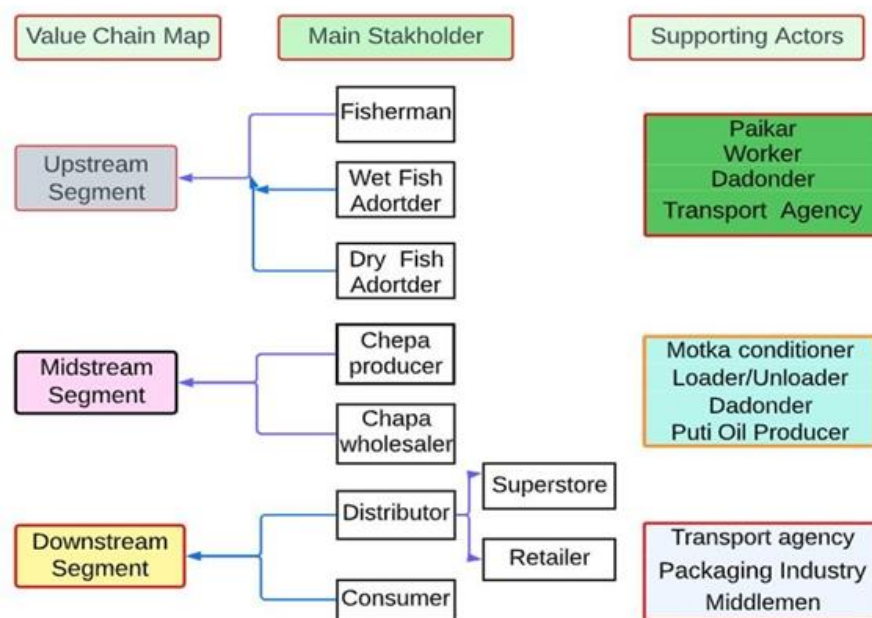 Value Chain Map
Main Stakholder
Supporting Actors
Upstream
Segment
Fisherman
Wet Fish
Adortder
Dry Fish
Adortder
Paikar
Worker
Dadonder
Transport Agency
Midstream
Segment
Chepa
producer
Chapa
wholesaler
Motka conditioner
Loader/Unloader
Dadonder
Puti Oil Producer
Downstream
Segment
Distributor
Consumer
Superstore
Retailer
Transport agency
Packaging Industry
Middlemen